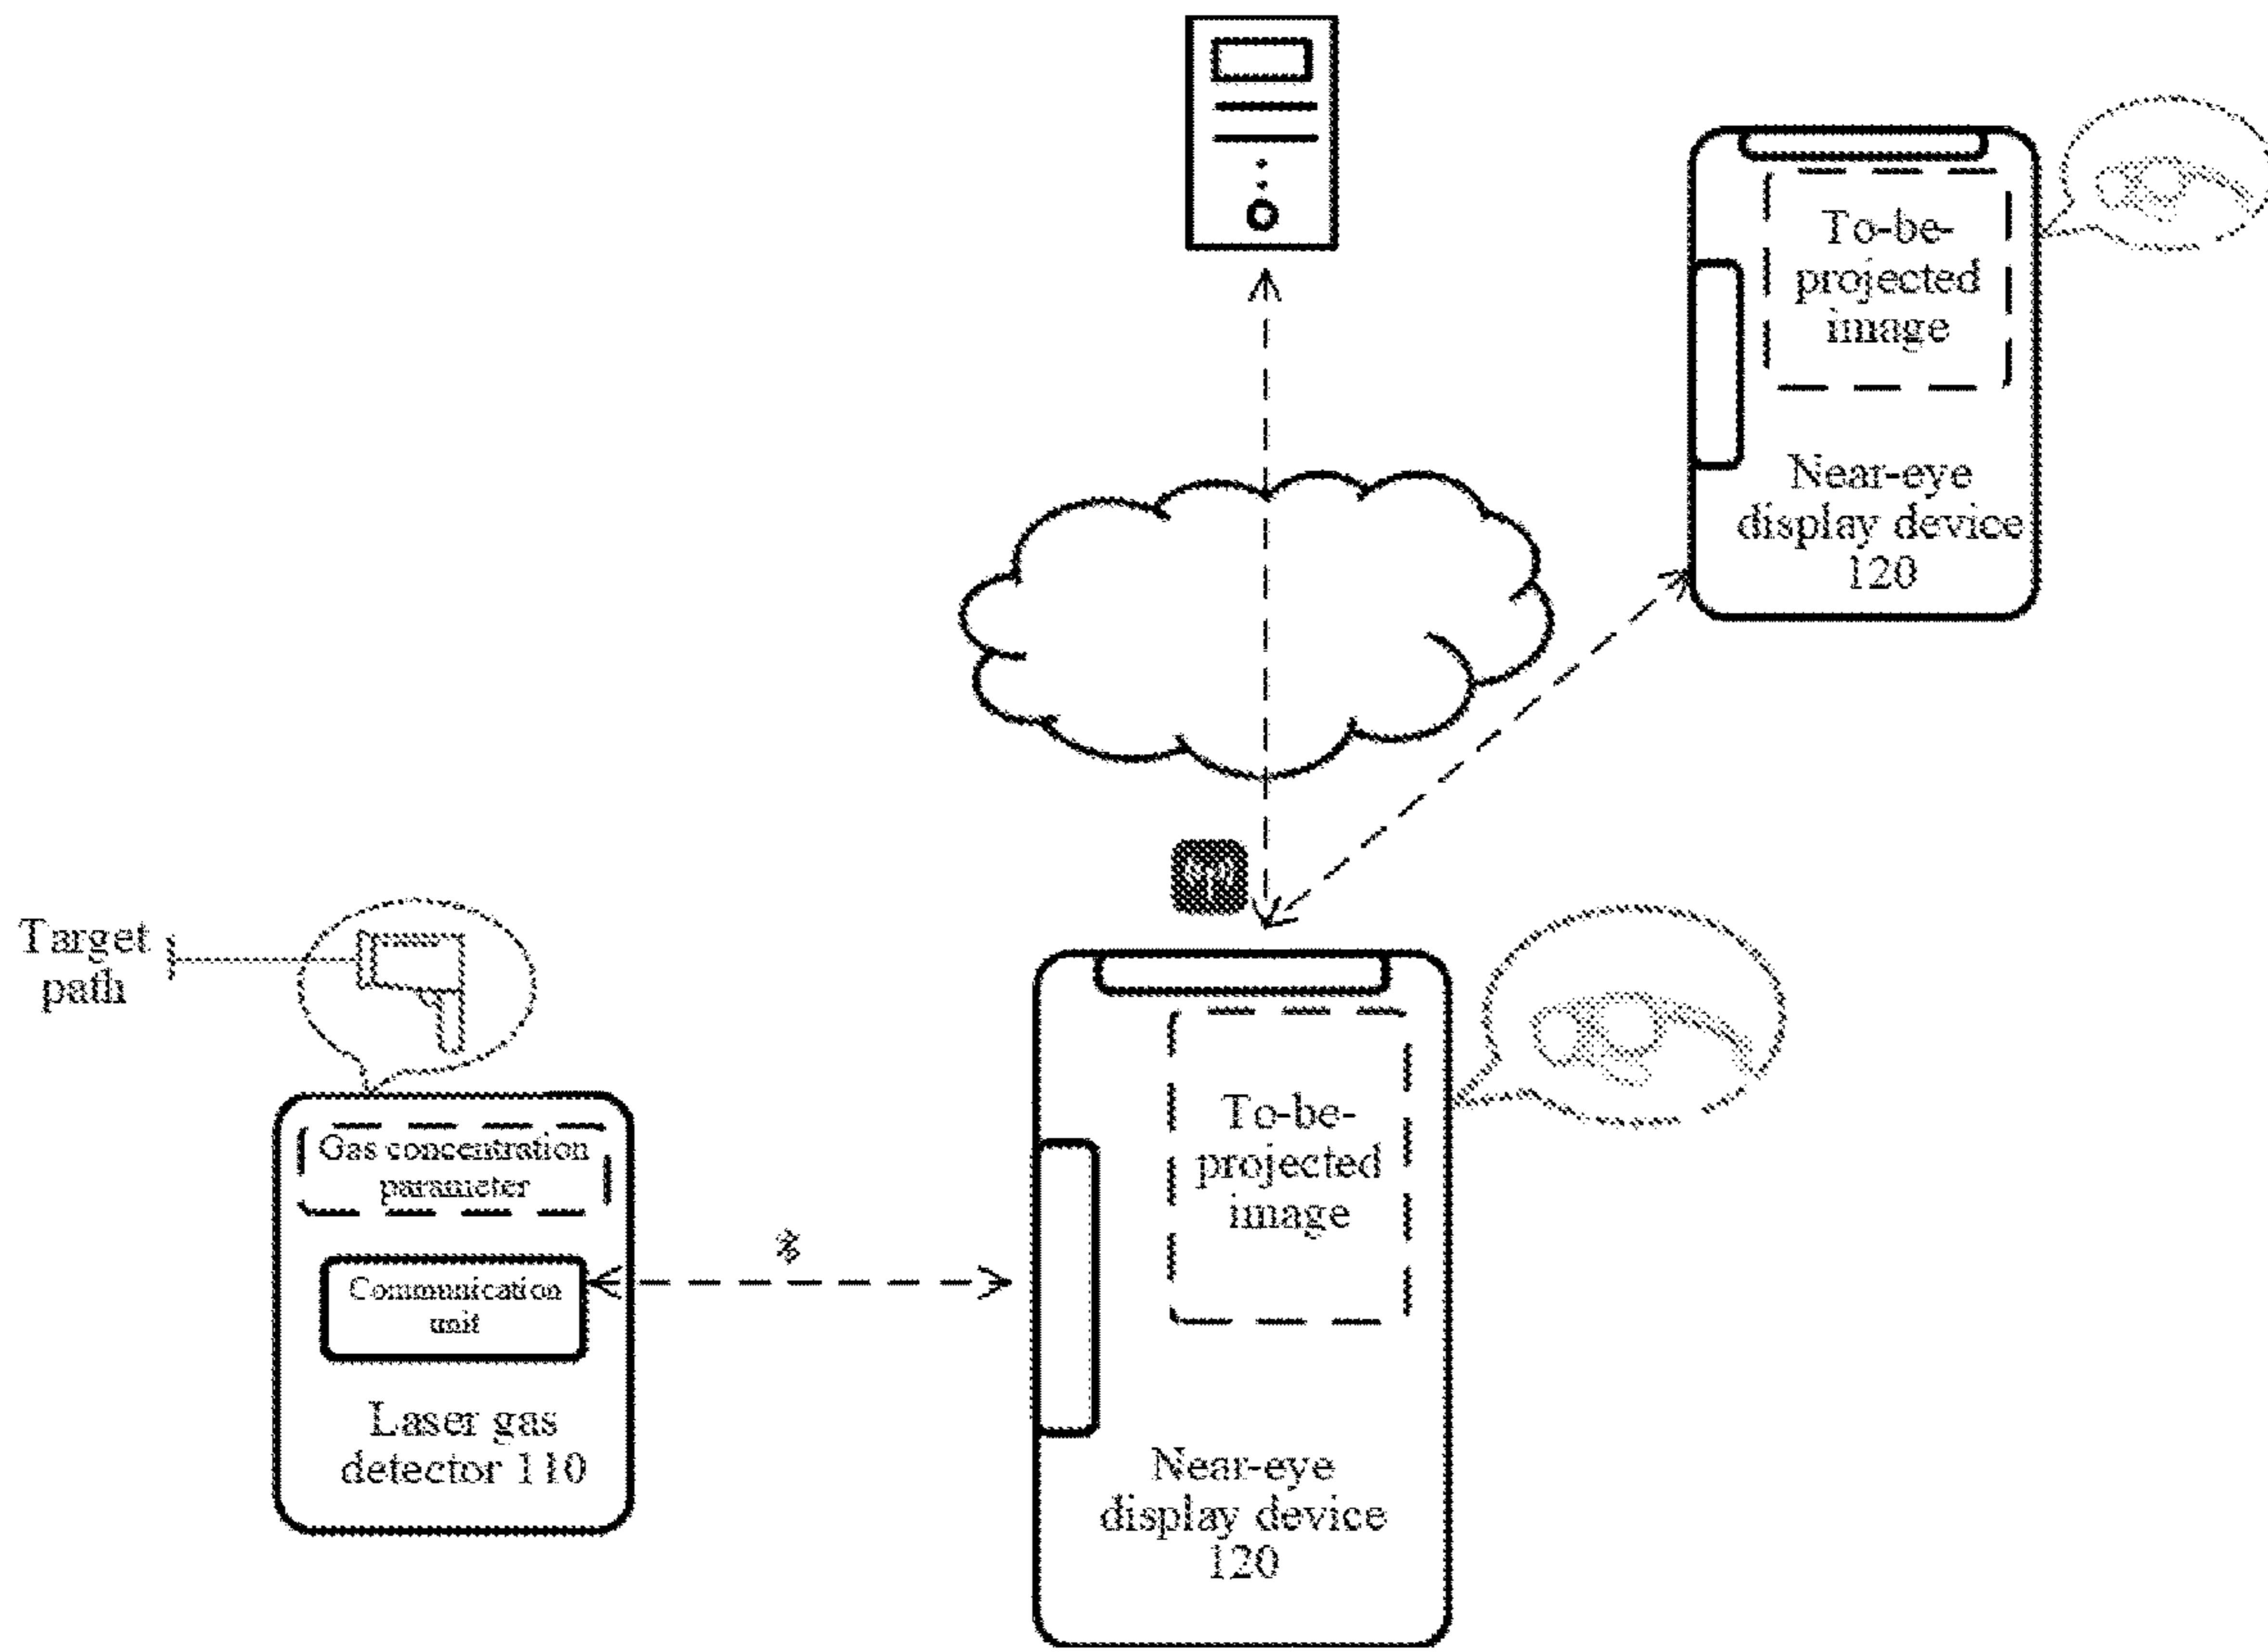 To-be-
projected
image
Near-eye
display device
120
Target
path
Gas concentration
parameter
Communication
unit
Laser gas
detector 110
To-be-
projected
image
Near-eye
display device
120